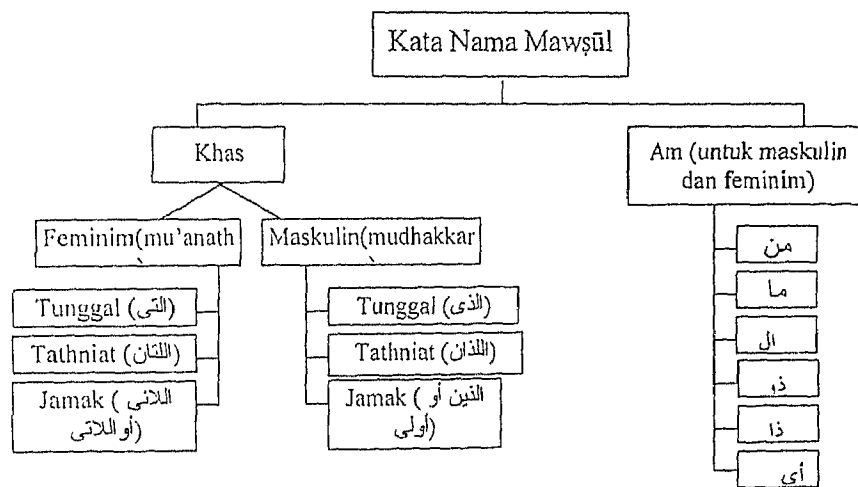 Kata Nama Mawṣūl
Khas
Am (untuk maskulin
dan feminim)
Feminim(mu'anath
)
Maskulin(mudhakkar
)
Tunggal (التى)
Tathniat (اللتان)
Jamak ( اللائى
أو اللاتى)
Tunggal (الذى)
Tathniat (اللذان)
Jamak ( الذين أو
أولى)
من
ما
ال
ذو
ذا
أي